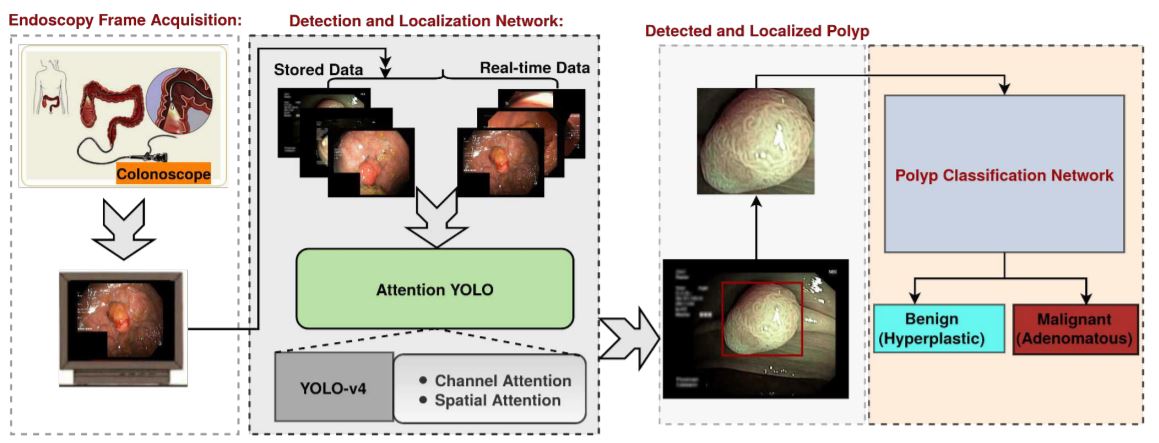 Endoscopy Frame Acquisition:
Detection and Localization Network:
Detected and Localized Polyp
Stored Data
Real-time Data
Colonoscope
Attention YOLO
YOLO-v4
● Channel Attention
● Spatial Attention
Polyp Classification Network
Benign
(Hyperplastic)
Malignant
(Adenomatous)